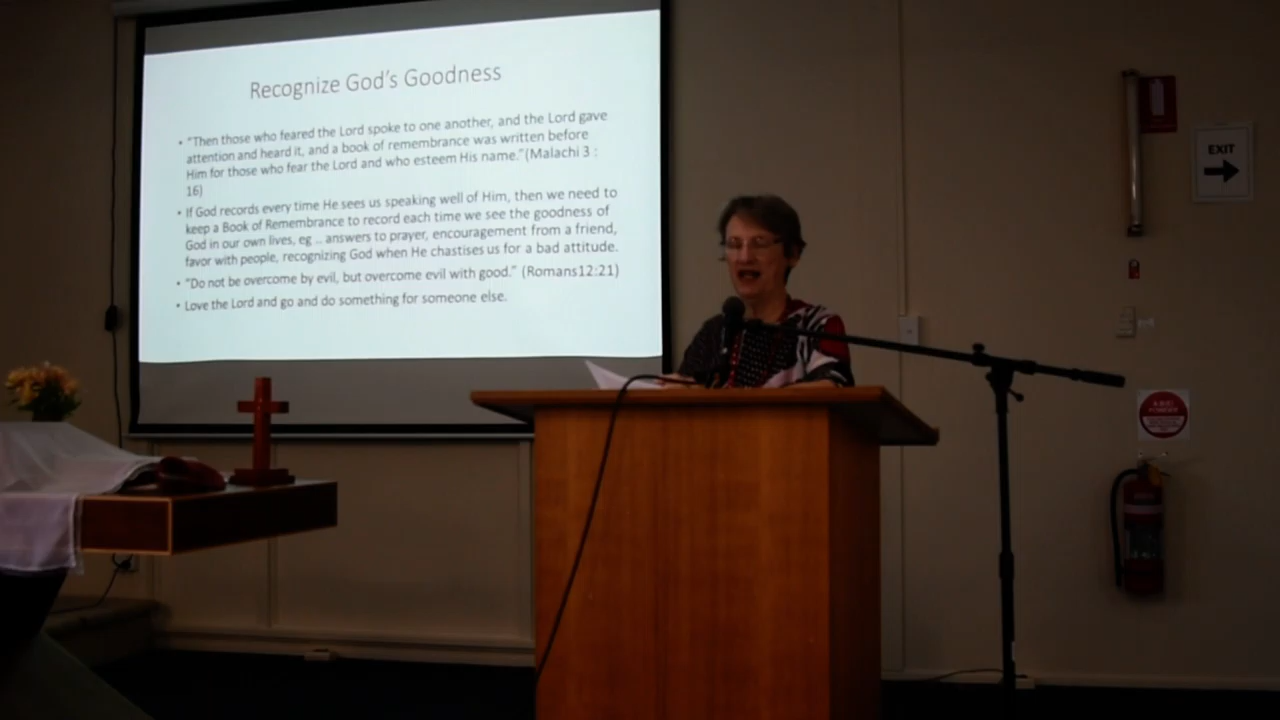 Recognize God's Goodness
• "Then those who feared the Lord spoke to one another, and the Lord gave
attention and heard it, and a book of remembrance was written before
Him for those who fear the Lord and who esteem His name."(Malachi 3 :
16)
• If God records every time He sees us speaking well of Him, then we need to
keep a Book of Remembrance to record each time we see the goodness of
God in our own lives, eg .. answers to prayer, encouragement from a friend,
favor with people, recognizing God when He chastises us for a bad attitude.
• "Do not be overcome by evil, but overcome evil with good." (Romans12:21)
• Love the Lord and go and do something for someone else.
EXIT